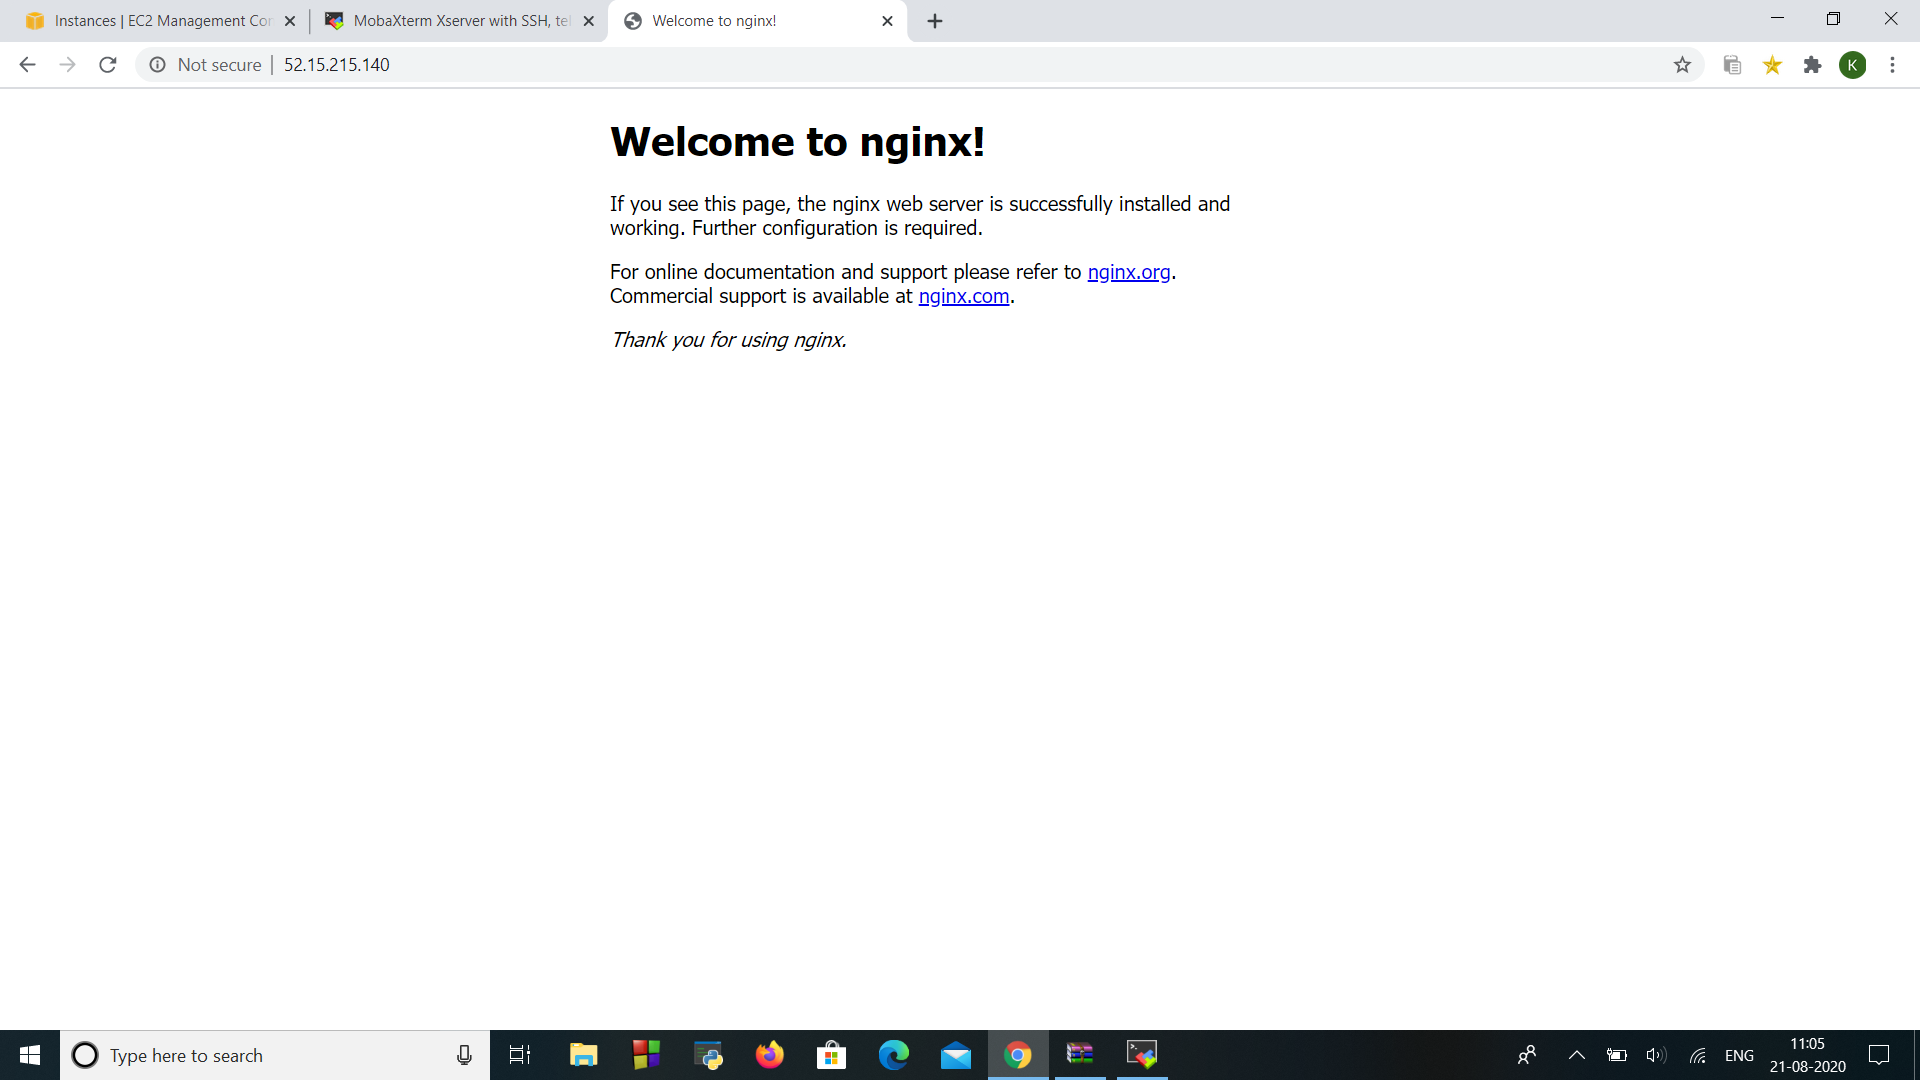 Instances | EC2 Management Con
MobaXterm Xserver with SSH, tel
Welcome to nginx!
Not secure | 52.15.215.140
K
Welcome to nginx!
If you see this page, the nginx web server is successfully installed and
working. Further configuration is required.
For online documentation and support please refer to nginx.org.
Commercial support is available at nginx.com.
Thank you for using nginx.
Type here to search
ENG
11:05
21-08-2020